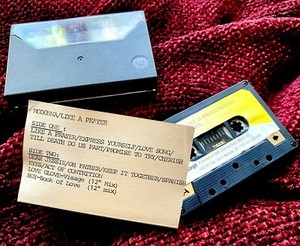 MODONNA/LIKE A PRAYER
SIDE ONE :
LIKE A PRAYER/EXPRESS YOURSELF/LOVE SONG/
TILL DEATH DO US PART/PROMISE TO TRY/CHERISH
SIDE TWO:
DEAR JESSIE/OH FATHER/KEEP IT TOGETHER/SPANISH
EYES/ACT OF CONTRITION
LOVE GLOVE-Visage (12" Mix)
BOY-Book of Love (12" mix)